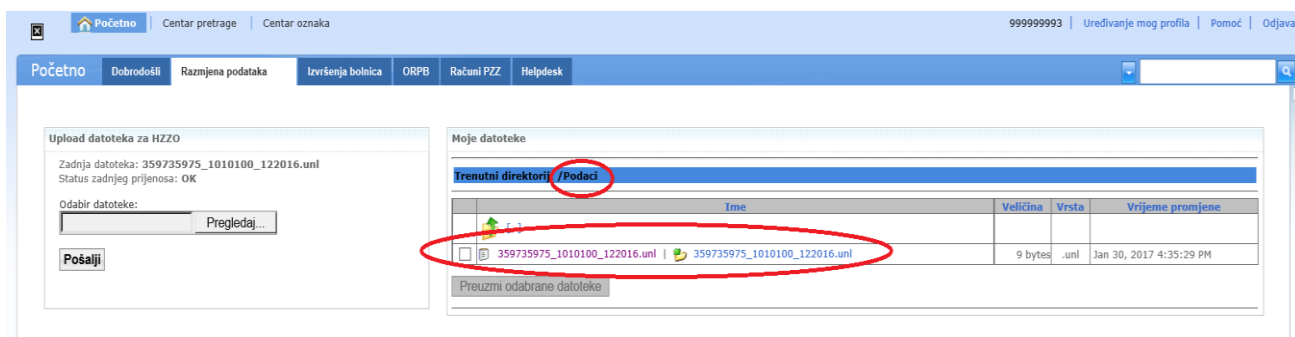 Početno | Centar pretrage | Centar oznaka
999999993 | Uređivanje mog profila | Pomoć | Odjava
Početno Dobrodošli Razmjena podataka Izvršenja bolnica ORPB Računi PZZ Helpdesk
Upload datoteka za HZZO
Zadnja datoteka: 359735975_1010100_122016.unl
Status zadnjeg prijenosa: OK
Odabir datoteke:
Pregledaj...
Pošalji
Moje datoteke
Trenutni direktorij /Podaci
Ime Veličina Vrsta Vrijeme promjene
[..]
359735975_1010100_122016.unl | 359735975_1010100_122016.unl 9 bytes .unl Jan 30, 2017 4:35:29 PM
Preuzmi odabrane datoteke